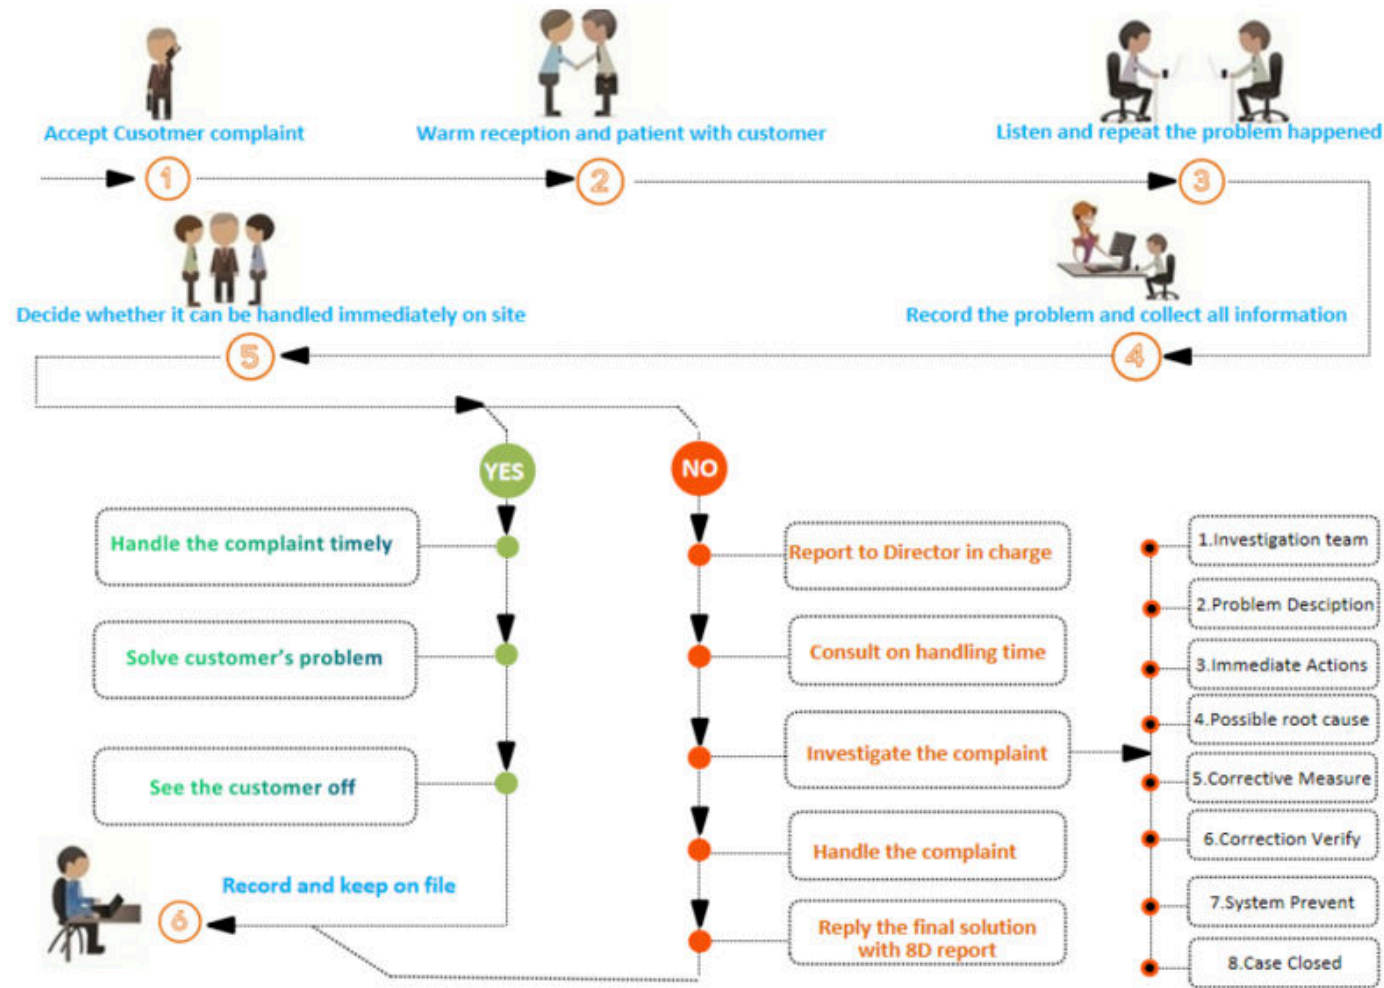 Accept Cusotmer complaint
Warm reception and patient with customer
Listen and repeat the problem happened
1
2
3
Decide whether it can be handled immediately on site
Record the problem and collect all information
5
4
YES
NO
Handle the complaint timely
Solve customer's problem
See the customer off
Report to Director in charge
Consult on handling time
Investigate the complaint
Handle the complaint
Reply the final solution
with 8D report
1.Investigation team
2.Problem Desciption
3.Immediate Actions
4.Possible root cause
5.Corrective Measure
6.Correction Verify
7.System Prevent
8.Case Closed
Record and keep on file
6